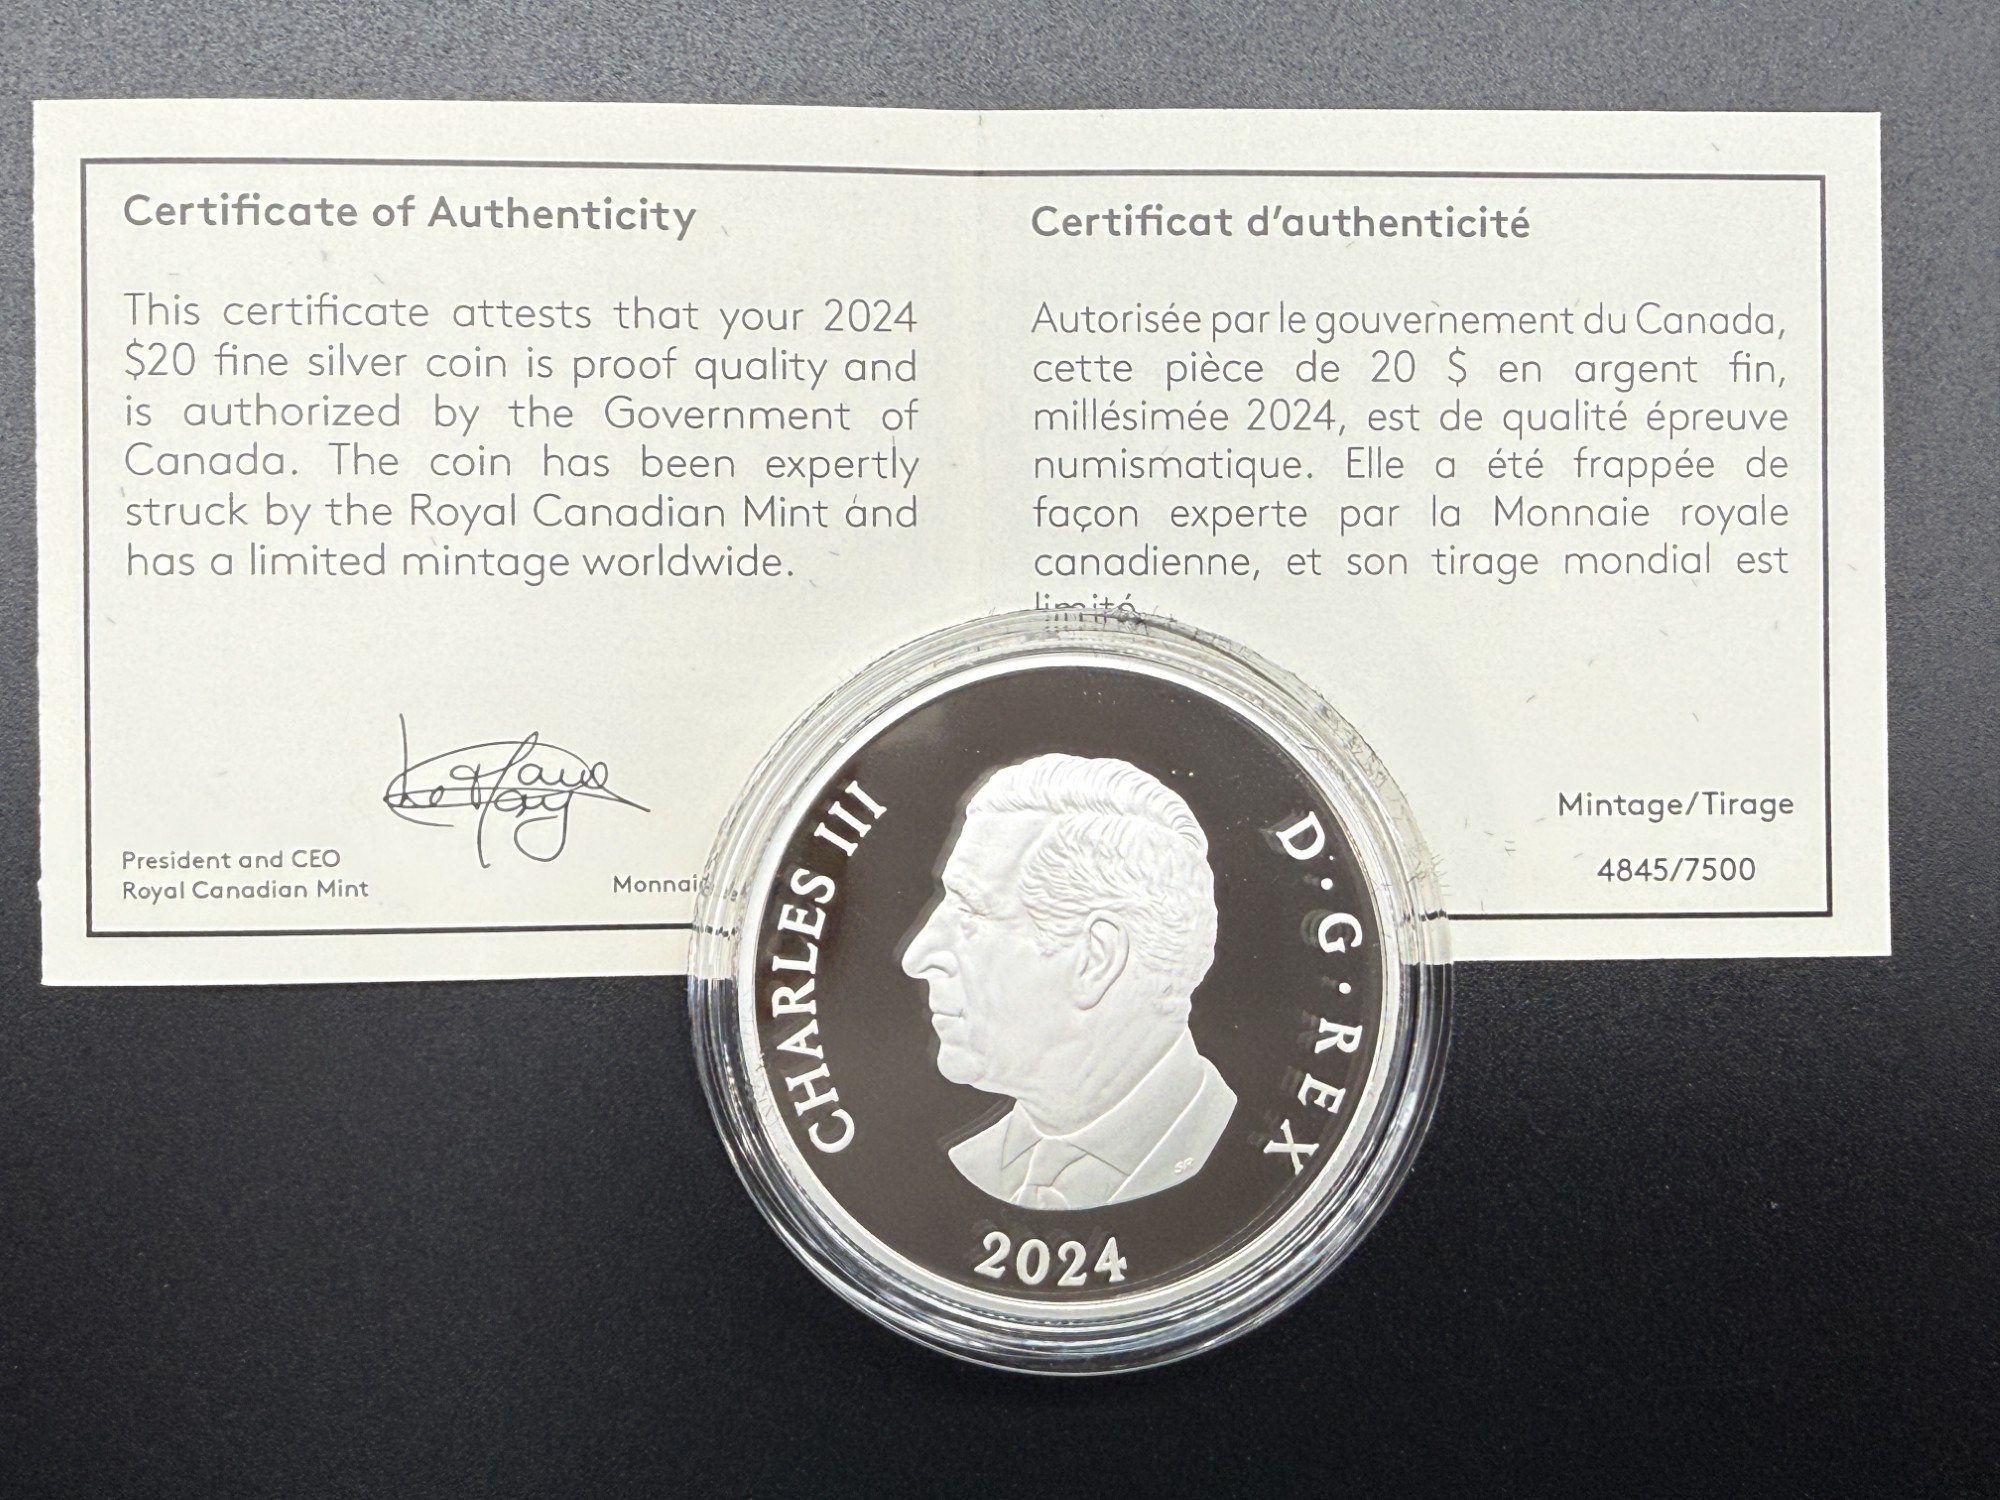 Certificate of Authenticity
This certificate attests that your 2024
$20 fine silver coin is proof quality and
is authorized by the Government of
Canada. The coin has been expertly
struck by the Royal Canadian Mint and
has a limited mintage worldwide.
President and CEO
Royal Canadian Mint
Certificat d'authenticité
Autorisée par le gouvernement du Canada,
cette pièce de 20 $ en argent fin,
millésimée 2024, est de qualité épreuve
numismatique. Elle a été frappée de
façon experte par la Monnaie royale
canadienne, et son tirage mondial est
limité
Mintage/Tirage
4845/7500
CHARLES III
D·G·REX
2024
SR